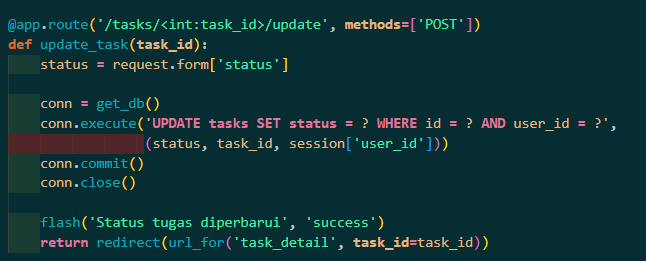 @app.route('/tasks/<int:task_id>/update', methods=['POST'])
def update_task(task_id):
    status = request.form['status']

    conn = get_db()
    conn.execute('UPDATE tasks SET status = ? WHERE id = ? AND user_id = ?',
                 (status, task_id, session['user_id']))
    conn.commit()
    conn.close()

    flash('Status tugas diperbarui', 'success')
    return redirect(url_for('task_detail', task_id=task_id))